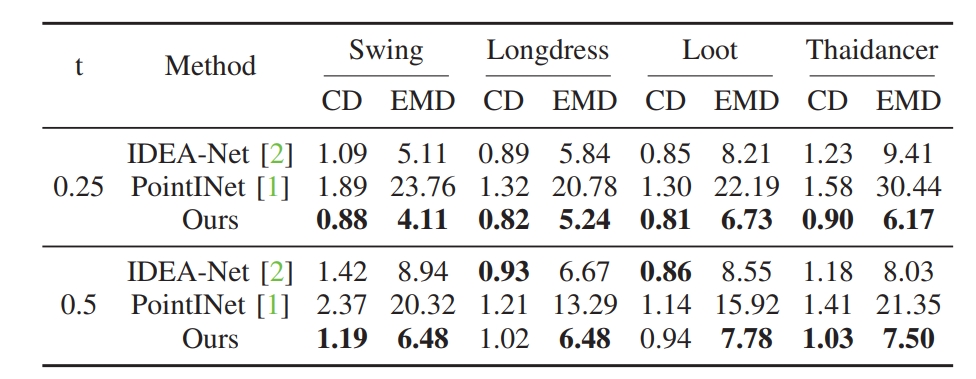 t Method Swing Longdress Loot Thaidancer
CD EMD CD EMD CD EMD CD EMD
IDEA-Net [2] 1.09 5.11 0.89 5.84 0.85 8.21 1.23 9.41
0.25 PointINet [1] 1.89 23.76 1.32 20.78 1.30 22.19 1.58 30.44
Ours 0.88 4.11 0.82 5.24 0.81 6.73 0.90 6.17
IDEA-Net [2] 1.42 8.94 0.93 6.67 0.86 8.55 1.18 8.03
0.5 PointINet [1] 2.37 20.32 1.21 13.29 1.14 15.92 1.41 21.35
Ours 1.19 6.48 1.02 6.48 0.94 7.78 1.03 7.50